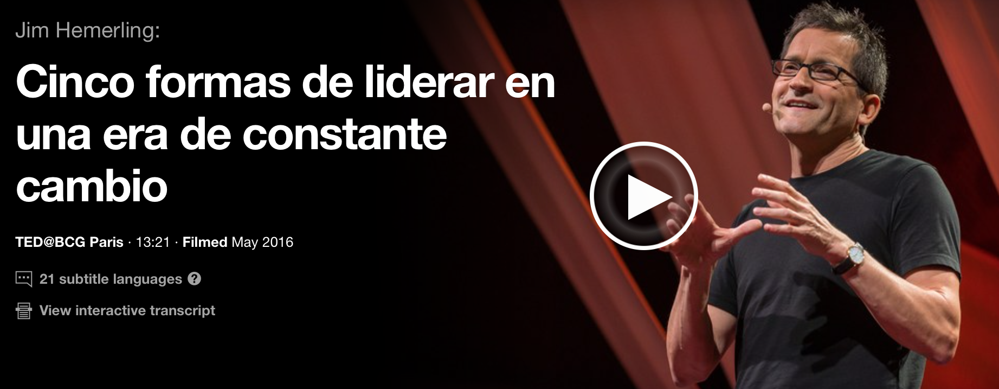 Jim Hemerling:
Cinco formas de liderar en
una era de constante
cambio
TED@BCG Paris · 13:21 · Filmed May 2016
21 subtitle languages ?
View interactive transcript